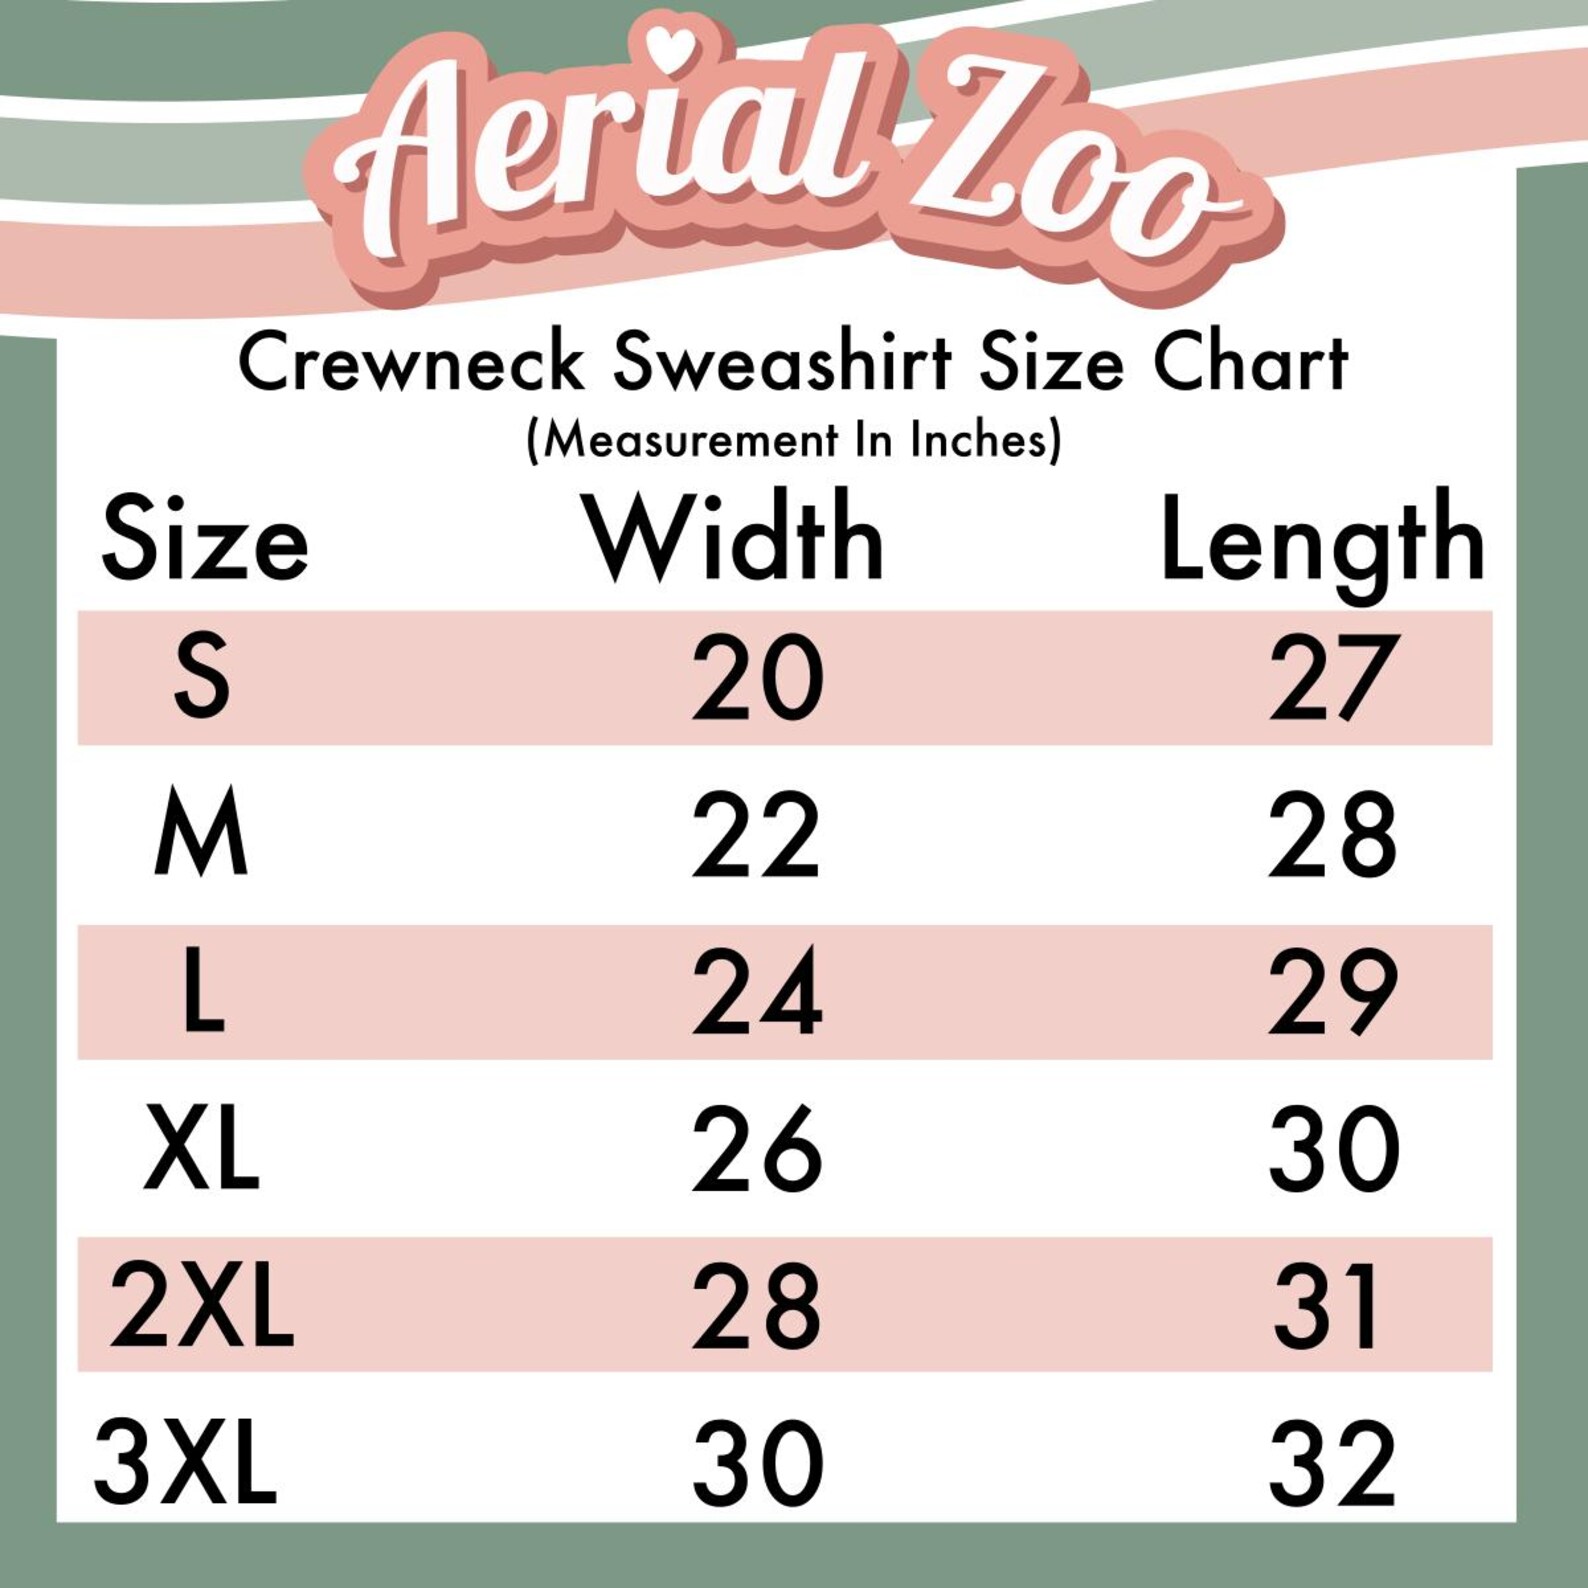 Aerial Zoo
Crewneck Sweashirt Size Chart
(Measurement In Inches)
Size Width Length
S 20 27
M 22 28
L 24 29
XL 26 30
2XL 28 31
3XL 30 32